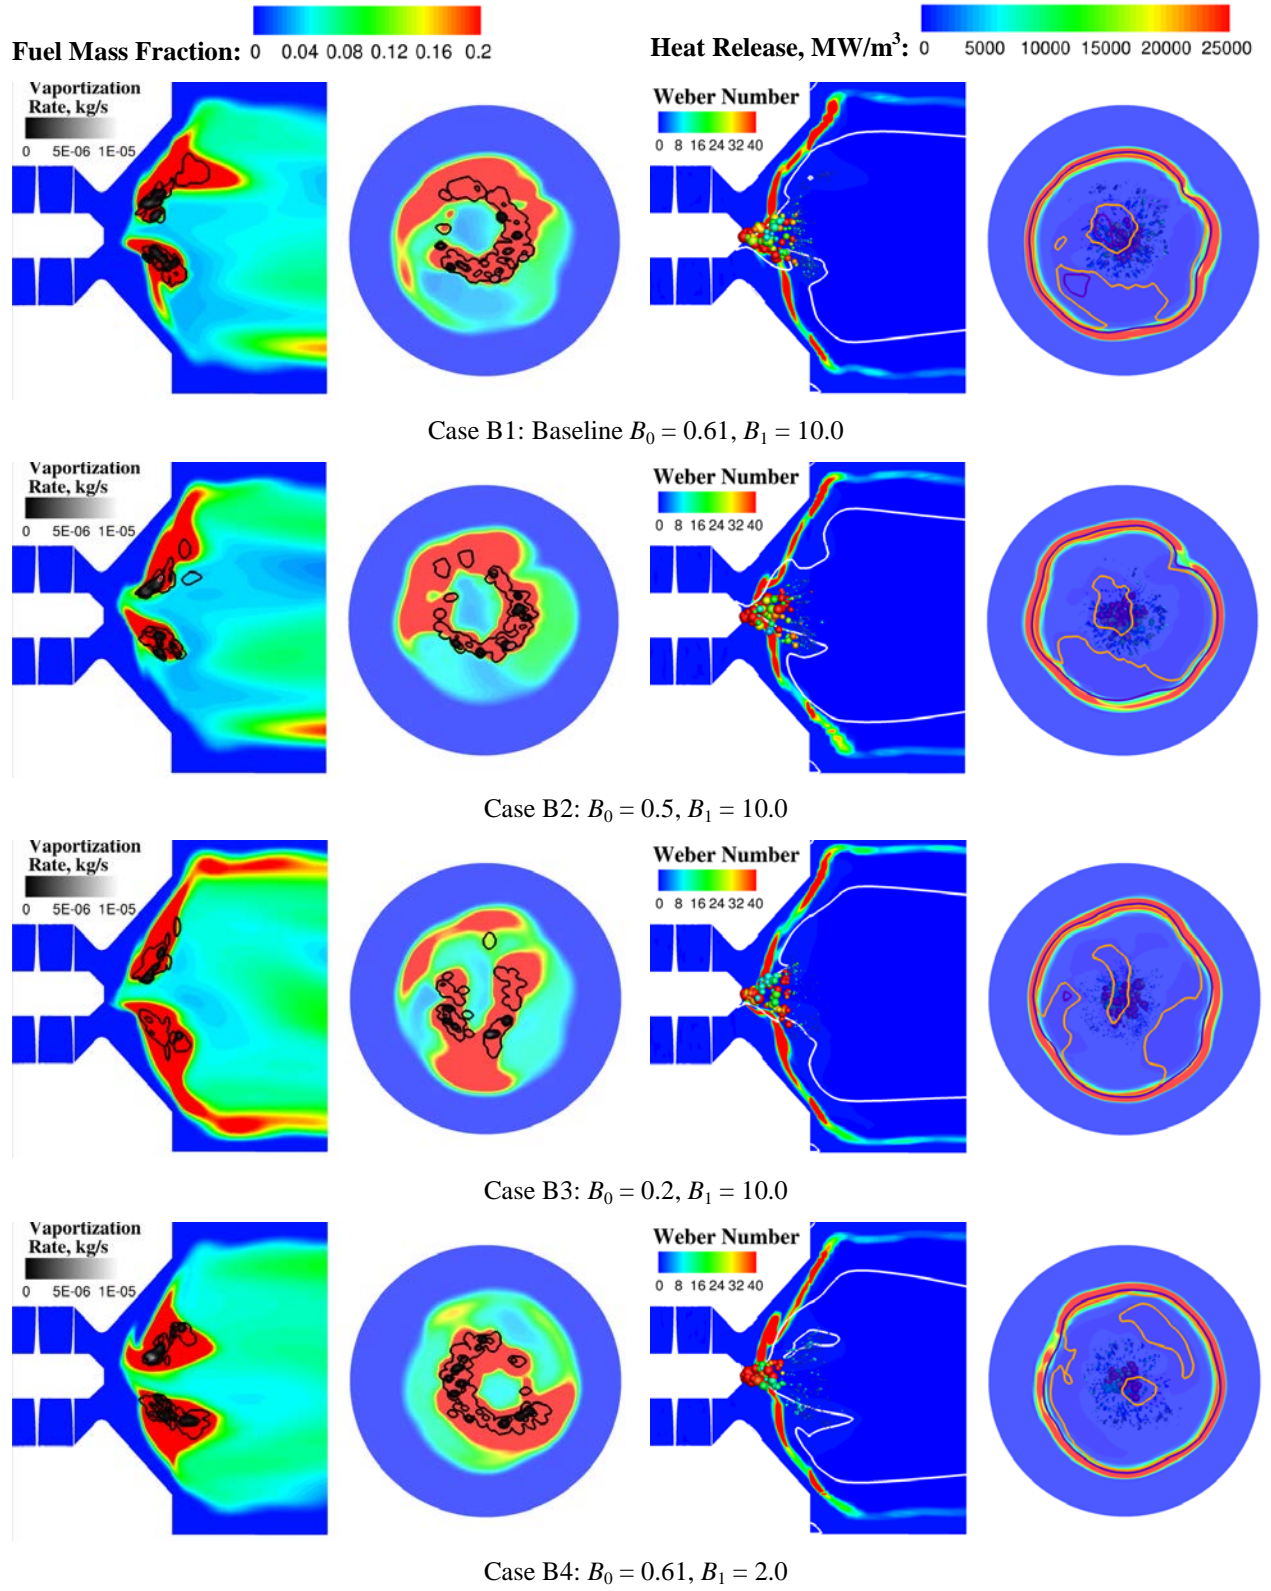 Fuel Mass Fraction: 0 0.04 0.08 0.12 0.16 0.2
Heat Release, MW/m³: 0 5000 10000 15000 20000 25000
Vaportization
Rate, kg/s
0 5E-06 1E-05
Weber Number
0 8 16 24 32 40
Case B1: Baseline B₀ = 0.61, B₁ = 10.0
Vaportization
Rate, kg/s
0 5E-06 1E-05
Weber Number
0 8 16 24 32 40
Case B2: B₀ = 0.5, B₁ = 10.0
Vaportization
Rate, kg/s
0 5E-06 1E-05
Weber Number
0 8 16 24 32 40
Case B3: B₀ = 0.2, B₁ = 10.0
Vaportization
Rate, kg/s
0 5E-06 1E-05
Weber Number
0 8 16 24 32 40
Case B4: B₀ = 0.61, B₁ = 2.0